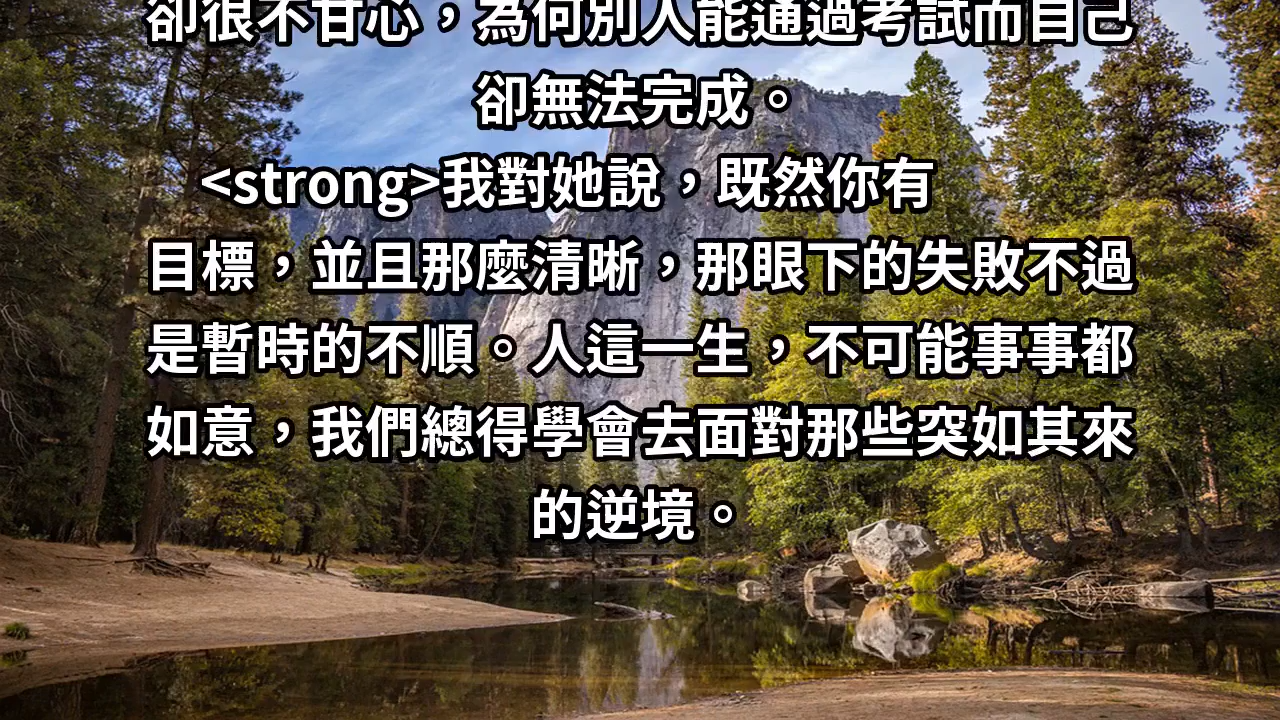 卻很不甘心，為何別人能通過考試而自己
卻無法完成。
<strong>我對她說，既然你有
目標，並且那麼清晰，那眼下的失敗不過
是暫時的不順。人這一生，不可能事事都
如意，我們總得學會去面對那些突如其來
的逆境。